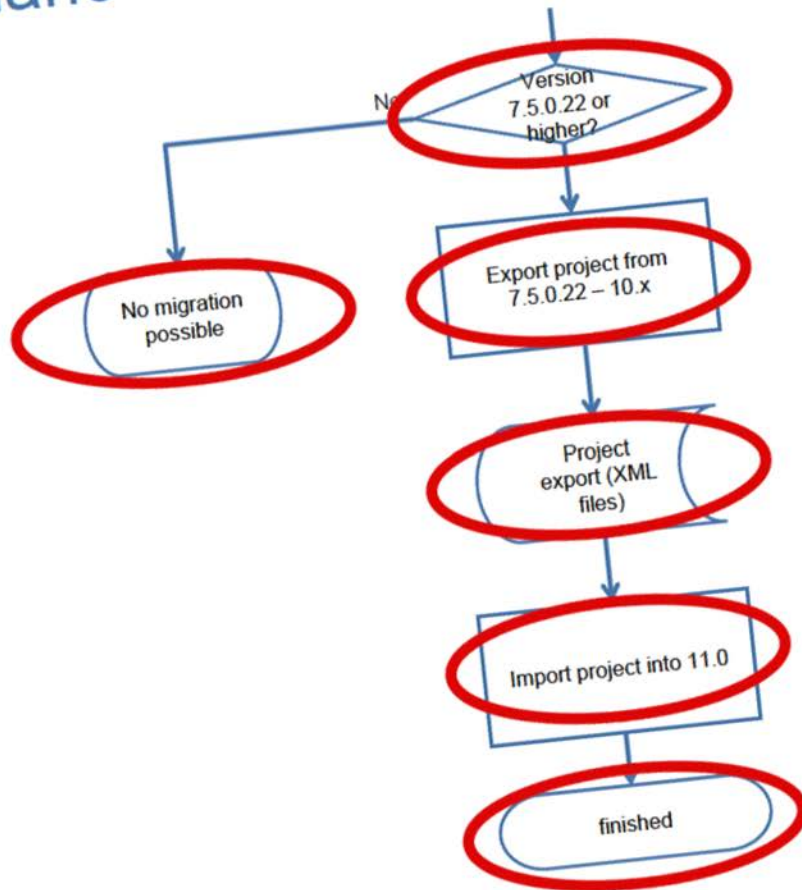 Version
7.5.0.22 or
higher?
No migration
possible
Export project from
7.5.0.22 – 10.x
Project
export (XML
files)
Import project into 11.0
finished